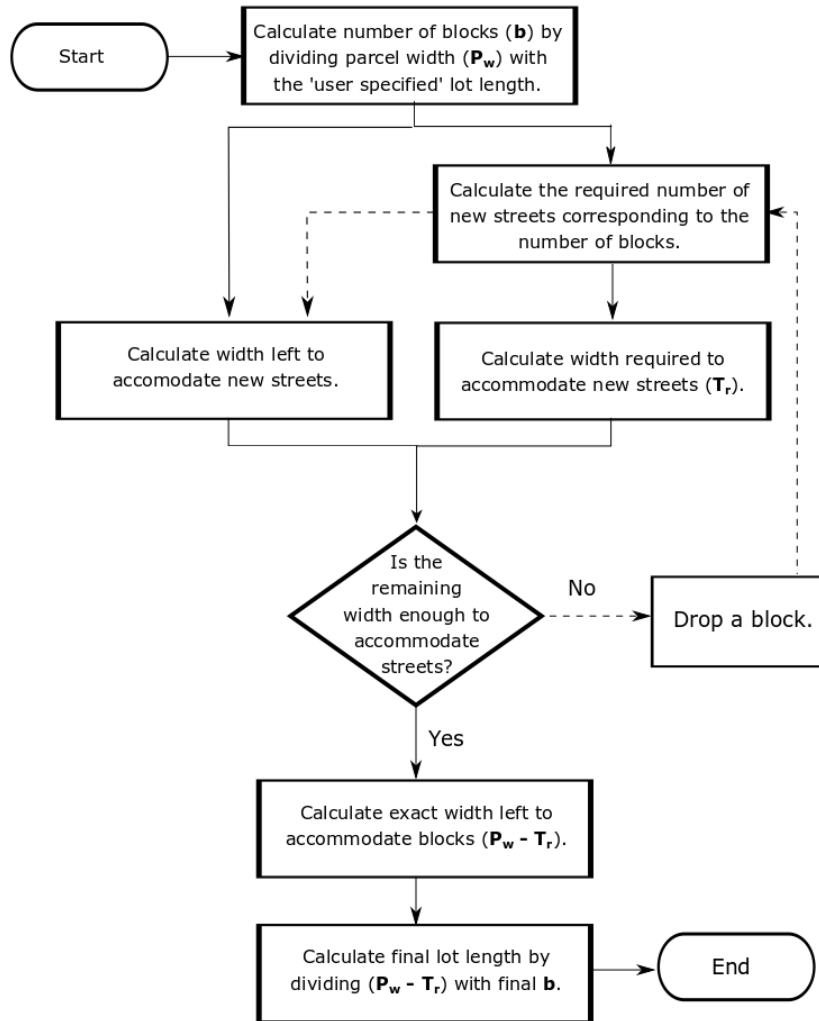 Start
Calculate number of blocks (b) by
dividing parcel width (Pw) with
the 'user specified' lot length.
Calculate the required number of
new streets corresponding to the
number of blocks.
Calculate width left to
accomodate new streets.
Calculate width required to
accommodate new streets (Tr).
Is the
remaining
width enough to
accommodate
streets?
No
Drop a block.
Yes
Calculate exact width left to
accommodate blocks (Pw - Tr).
Calculate final lot length by
dividing (Pw - Tr) with final b.
End